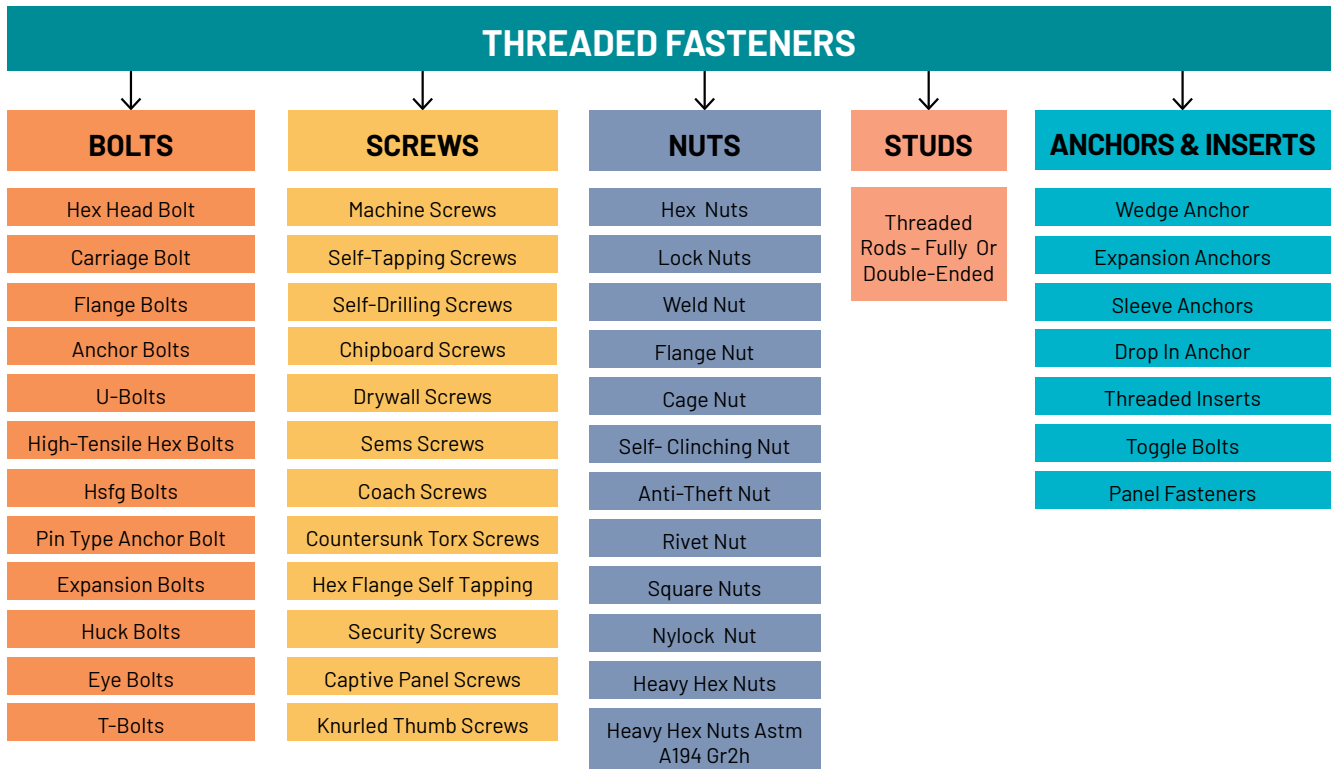 THREADED FASTENERS
BOLTS
Hex Head Bolt
Carriage Bolt
Flange Bolts
Anchor Bolts
U-Bolts
High-Tensile Hex Bolts
Hsfg Bolts
Pin Type Anchor Bolt
Expansion Bolts
Huck Bolts
Eye Bolts
T-Bolts
SCREWS
Machine Screws
Self-Tapping Screws
Self-Drilling Screws
Chipboard Screws
Drywall Screws
Sems Screws
Coach Screws
Countersunk Torx Screws
Hex Flange Self Tapping
Security Screws
Captive Panel Screws
Knurled Thumb Screws
NUTS
Hex Nuts
Lock Nuts
Weld Nut
Flange Nut
Cage Nut
Self- Clinching Nut
Anti-Theft Nut
Rivet Nut
Square Nuts
Nylock Nut
Heavy Hex Nuts
Heavy Hex Nuts Astm
A194 Gr2h
STUDS
Threaded
Rods – Fully Or
Double-Ended
ANCHORS & INSERTS
Wedge Anchor
Expansion Anchors
Sleeve Anchors
Drop In Anchor
Threaded Inserts
Toggle Bolts
Panel Fasteners